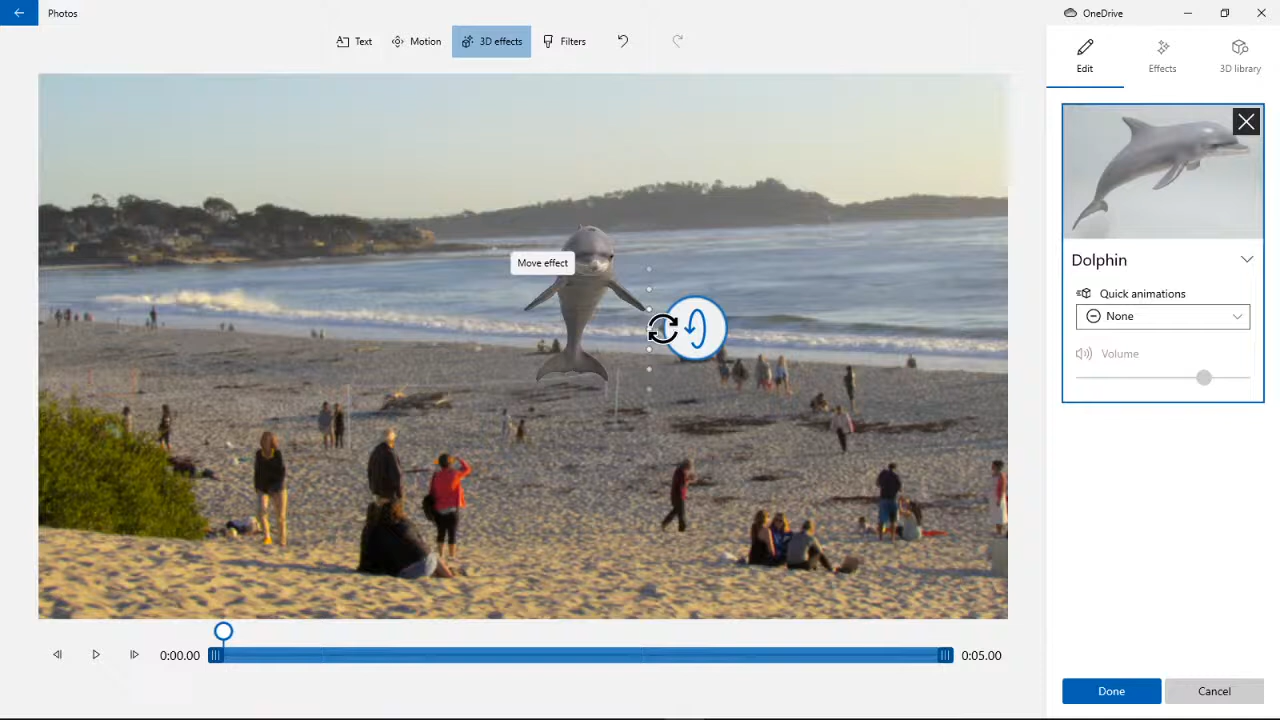 Photos
OneDrive
Text
Motion
3D effects
Filters
Edit
Effects
3D library
Move effect
Dolphin
Quick animations
None
Volume
0:00.00
0:05.00
Done
Cancel